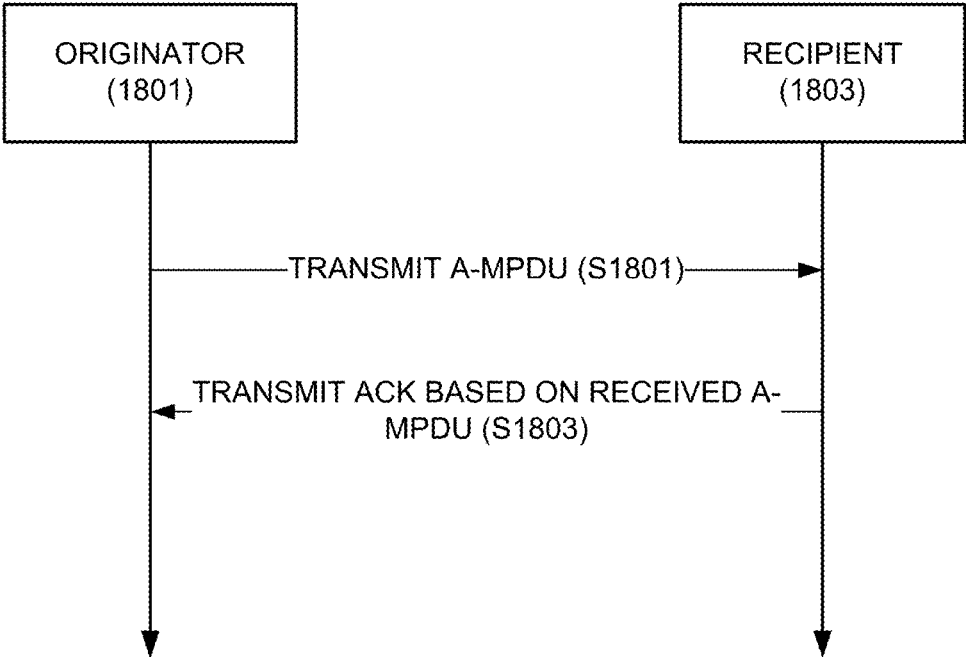 ORIGINATOR
(1801)
RECIPIENT
(1803)
TRANSMIT A-MPDU (S1801)
TRANSMIT ACK BASED ON RECEIVED A-
MPDU (S1803)